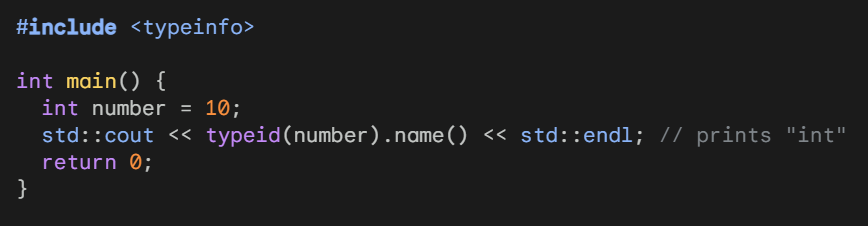 #include <typeinfo>
int main() {
int number = 10;
std::cout << typeid(number).name() << std::endl; // prints "int"
return 0;
}